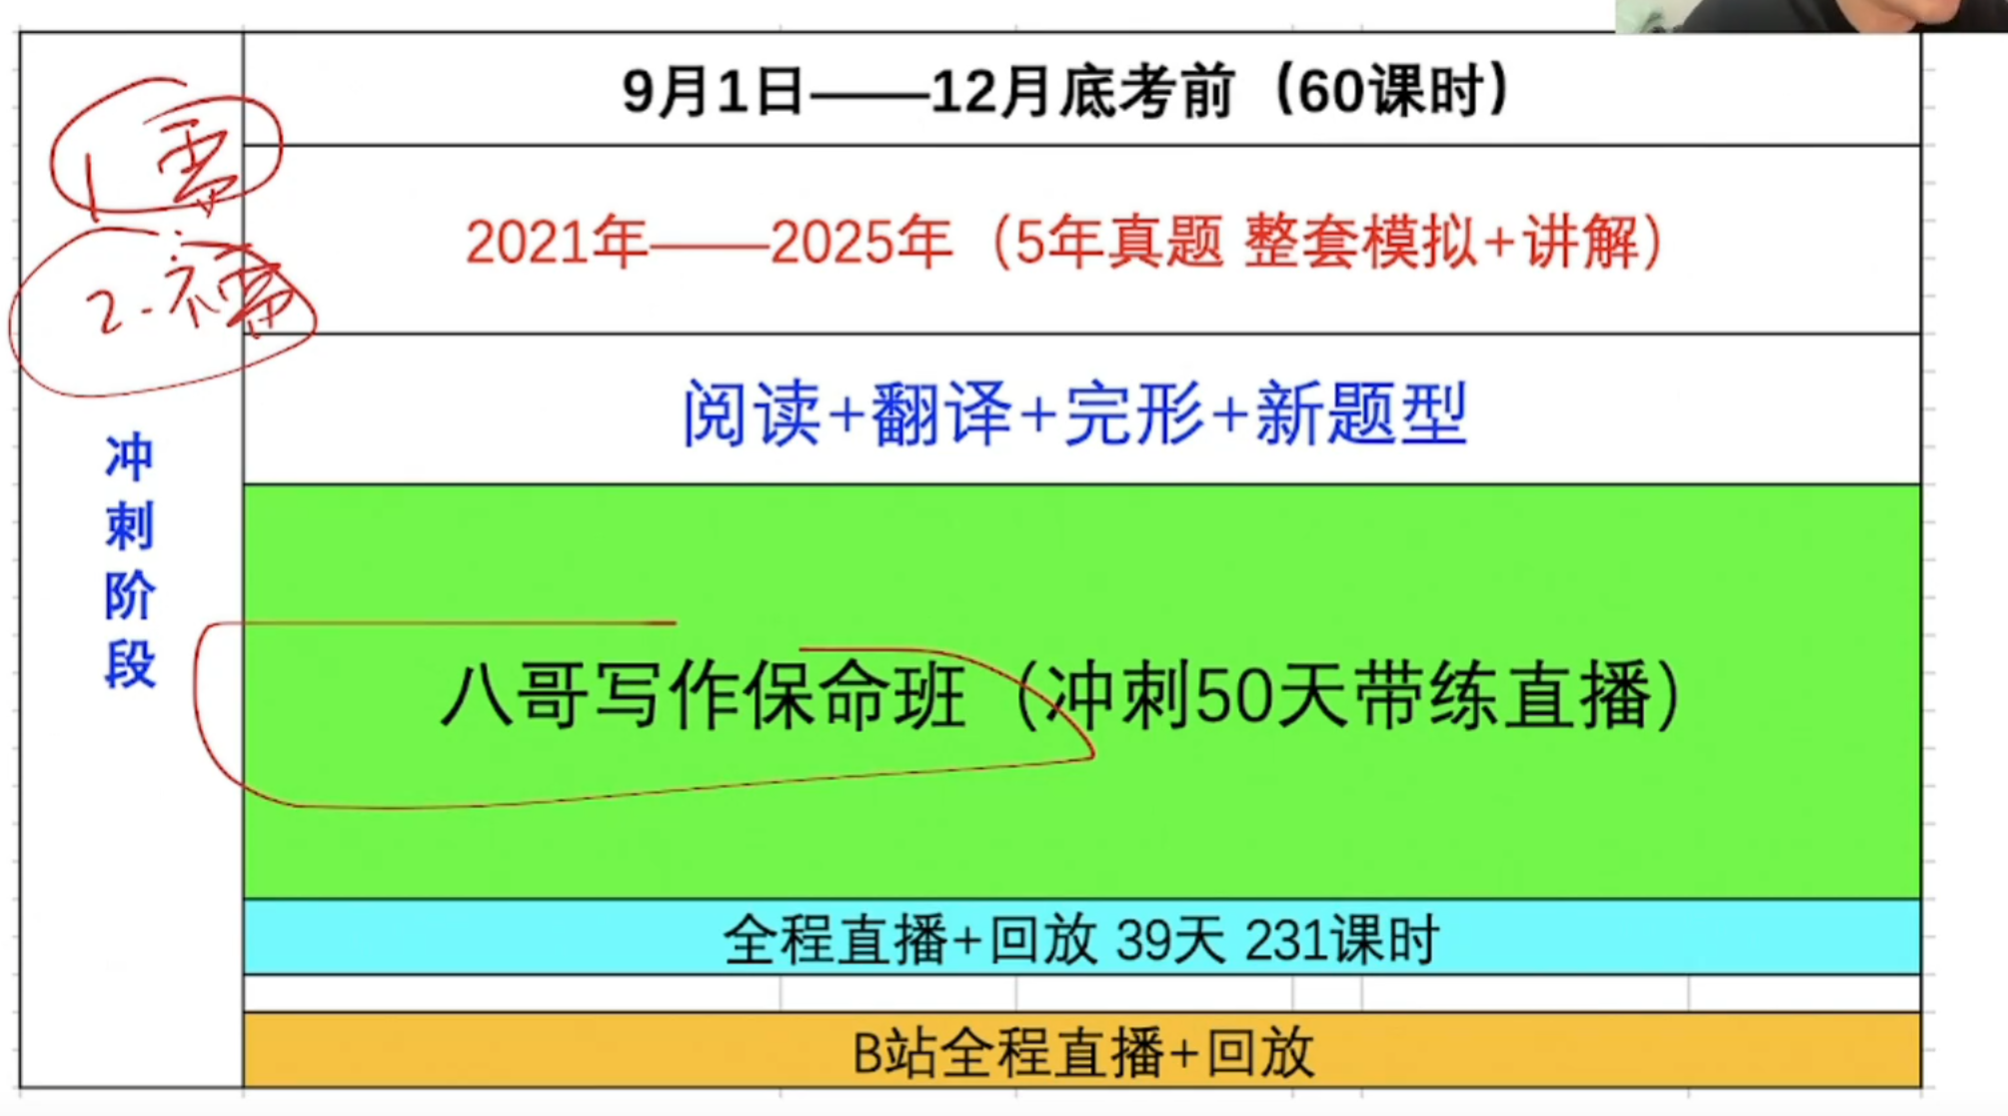 9月1日——12月底考前（60课时）
2021年——2025年（5年真题 整套模拟+讲解）
阅读+翻译+完形+新题型
冲
刺
阶
段
八哥写作保命班（冲刺50天带练直播）
全程直播+回放 39天 231课时
B站全程直播+回放